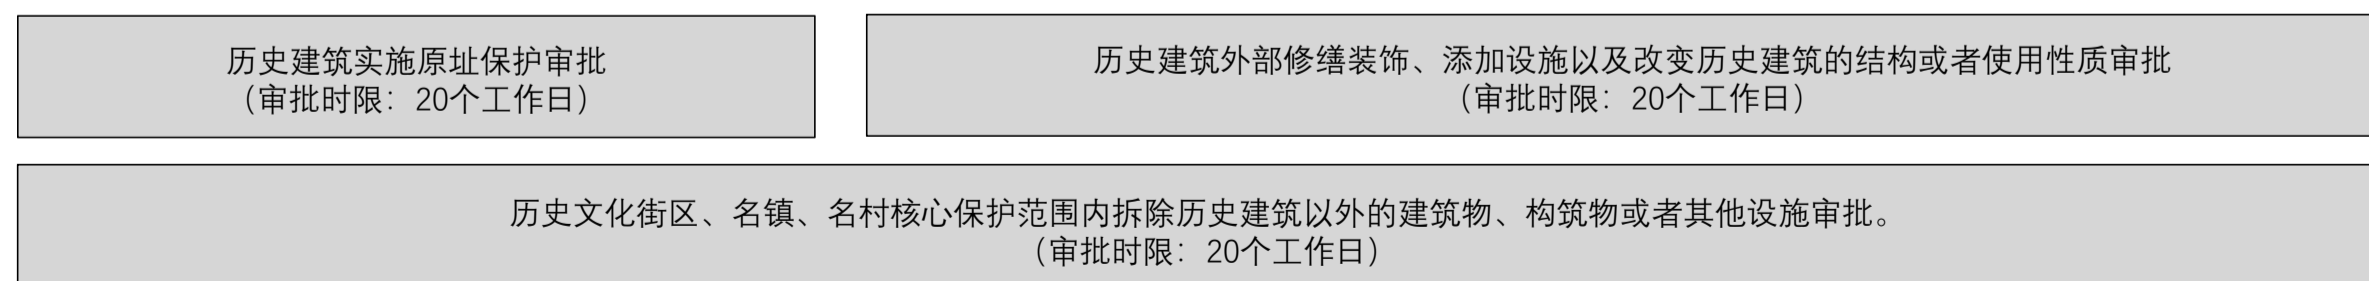 历史建筑实施原址保护审批
（审批时限：20个工作日）
历史建筑外部修缮装饰、添加设施以及改变历史建筑的结构或者使用性质审批
（审批时限：20个工作日）
历史文化街区、名镇、名村核心保护范围内拆除历史建筑以外的建筑物、构筑物或者其他设施审批。
（审批时限：20个工作日）